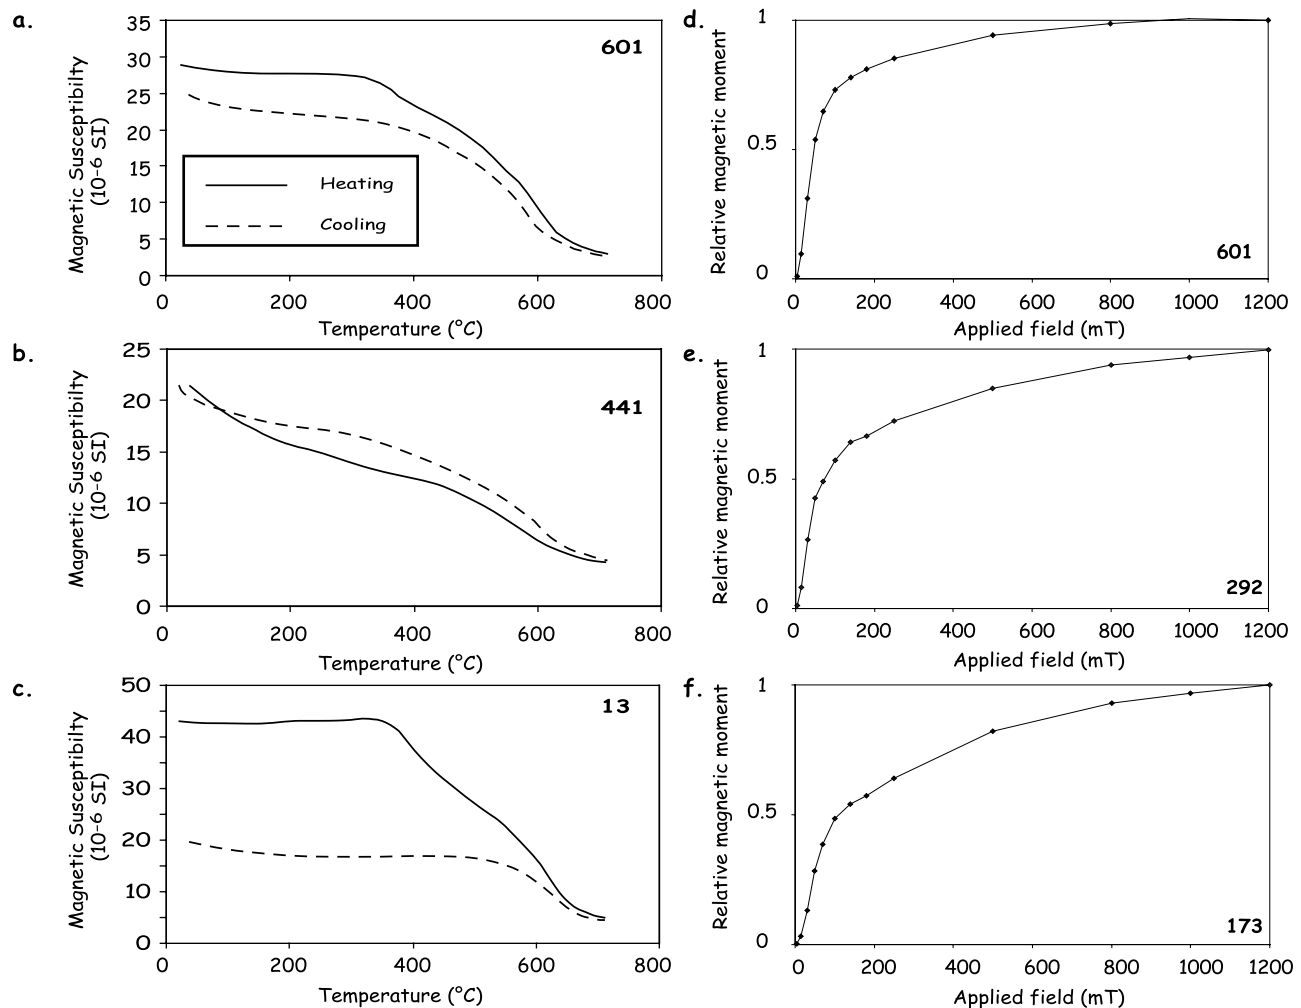 a.
35
30
25
20
15
10
5
0
Magnetic Susceptibilty
(10-6 SI)
601
Heating
Cooling
0 200 400 600 800
Temperature (°C)
d.
1
0.5
0
Relative magnetic moment
601
0 200 400 600 800 1000 1200
Applied field (mT)
b.
25
20
15
10
5
0
Magnetic Susceptibilty
(10-6 SI)
441
0 200 400 600 800
Temperature (°C)
e.
1
0.5
0
Relative magnetic moment
292
0 200 400 600 800 1000 1200
Applied field (mT)
c.
50
40
30
20
10
0
Magnetic Susceptibilty
(10-6 SI)
13
0 200 400 600 800
Temperature (°C)
f.
1
0.5
0
Relative magnetic moment
173
0 200 400 600 800 1000 1200
Applied field (mT)